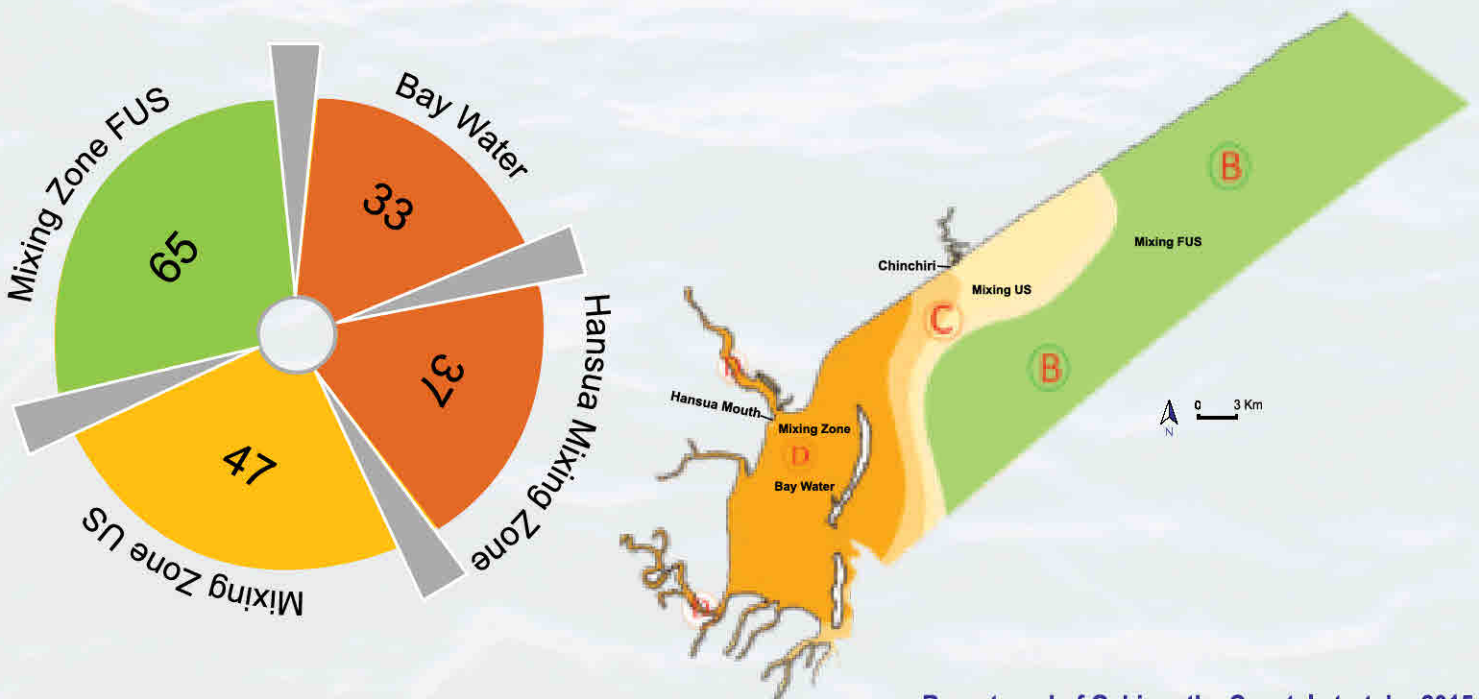 Mixing Zone FUS
Bay Water
65
33
47
37
Mixing Zone US
Hansua Mixing Zone
B
Mixing FUS
Chinchiri
Mixing US
C
B
Hansua Mouth
Mixing Zone
D
Bay Water
0 3 Km
N
D